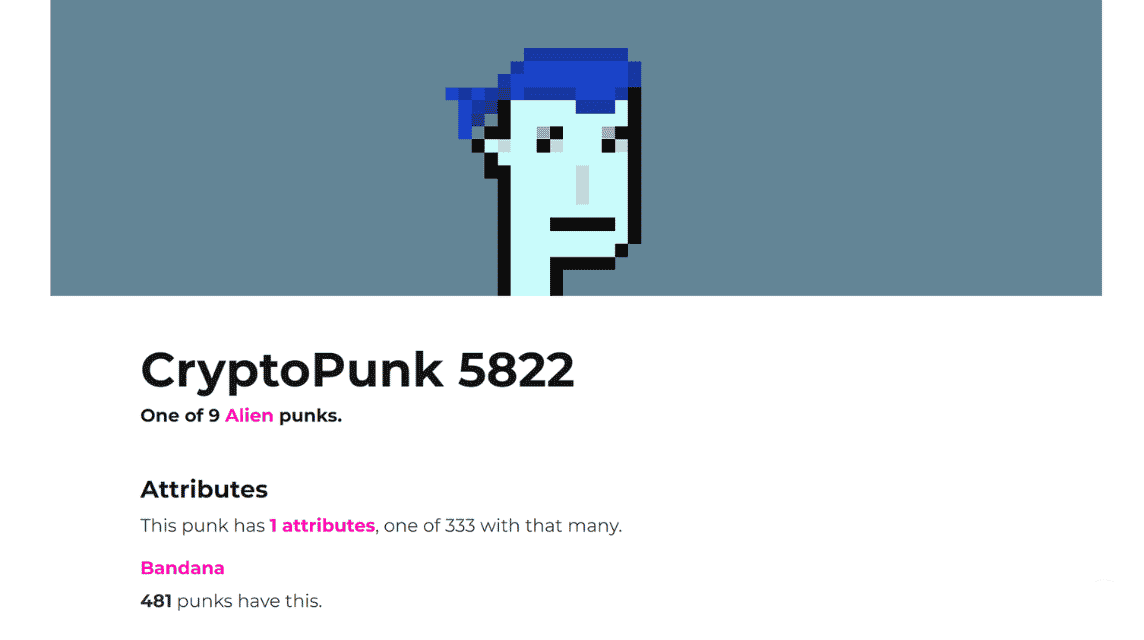 CryptoPunk 5822
One of 9 Alien punks.
Attributes
This punk has 1 attributes, one of 333 with that many.
Bandana
481 punks have this.